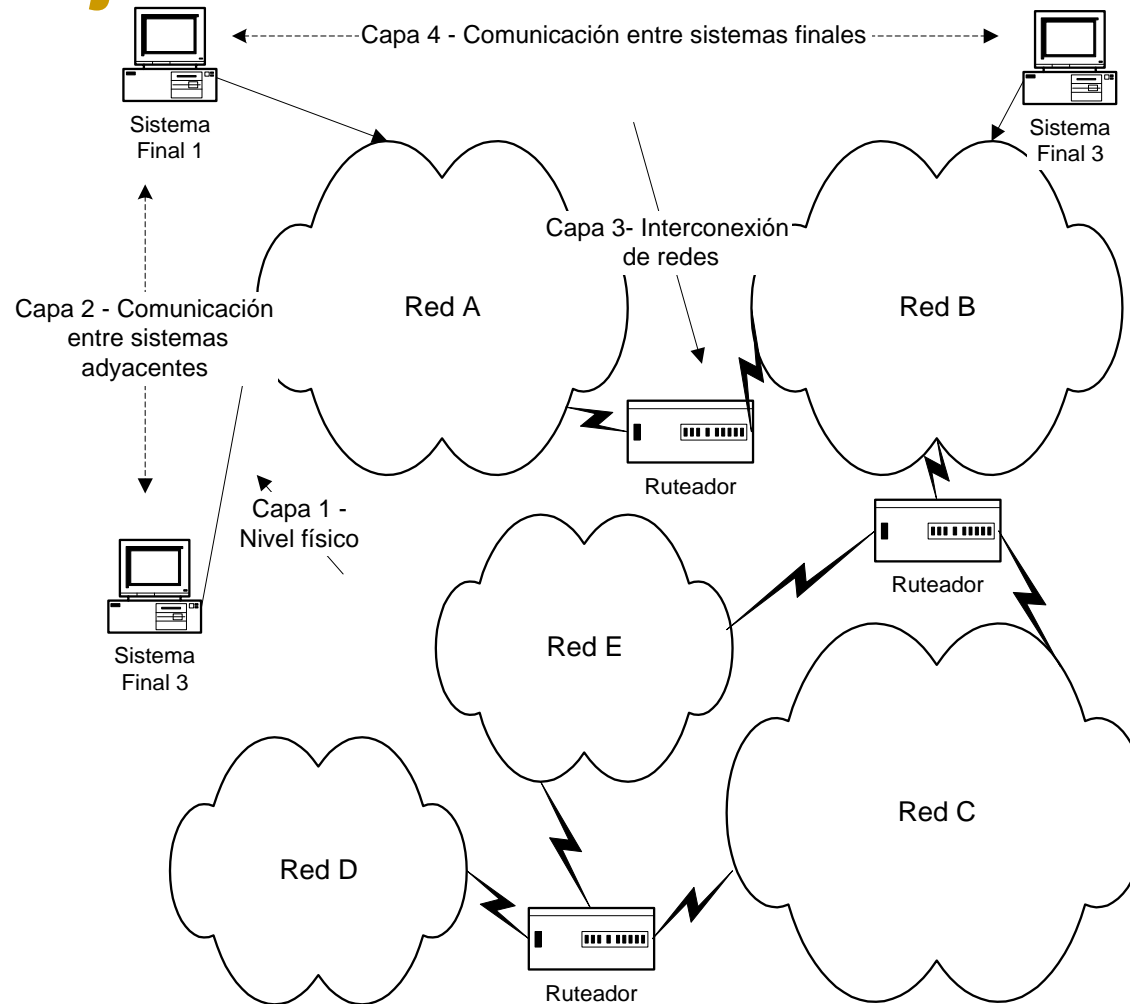 Capa 4 - Comunicación entre sistemas finales
Sistema
Final 1
Sistema
Final 3
Capa 3- Interconexión
de redes
Red A
Red B
Capa 2 - Comunicación
entre sistemas
adyacentes
Ruteador
Capa 1 -
Nivel físico
Ruteador
Sistema
Final 3
Red E
Red C
Red D
Ruteador